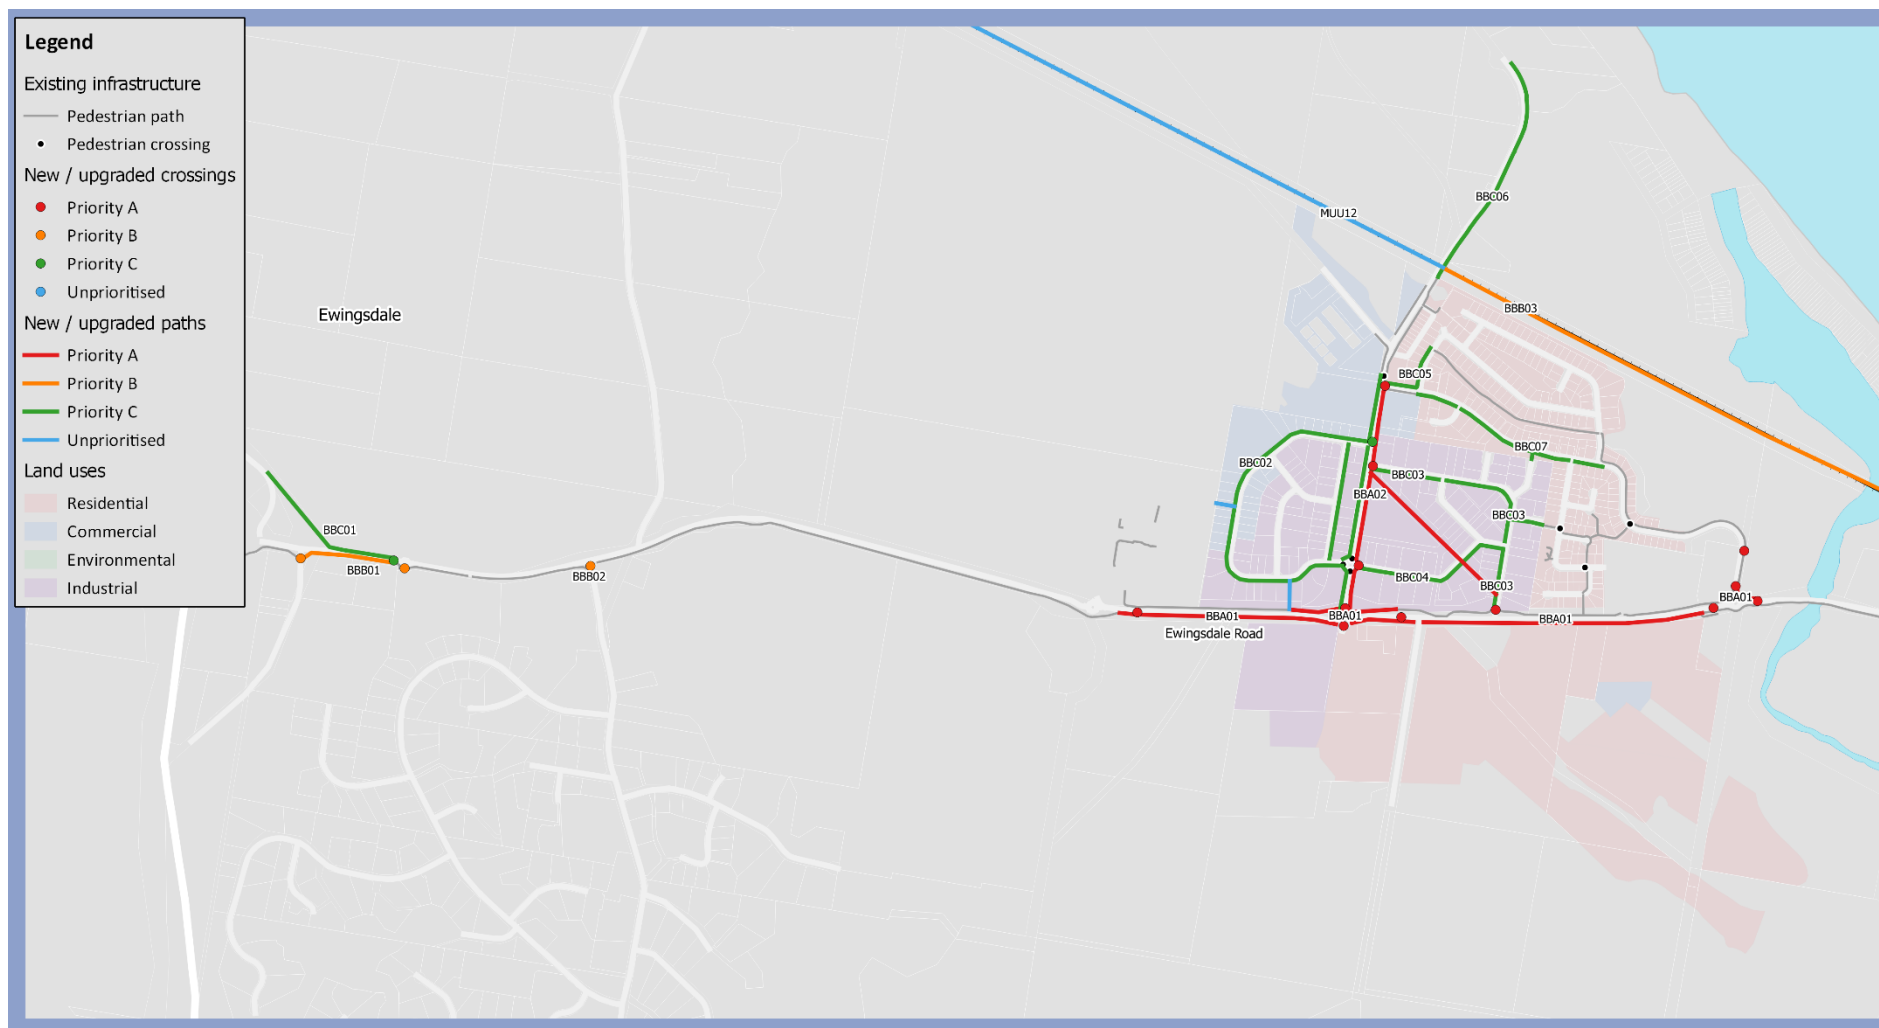 Legend
Existing infrastructure
Pedestrian path
Pedestrian crossing
New / upgraded crossings
Priority A
Priority B
Priority C
Unprioritised
New / upgraded paths
Priority A
Priority B
Priority C
Unprioritised
Land uses
Residential
Commercial
Environmental
Industrial
BBC06
MUU12
BBB03
Ewingsdale
BBC05
BBC07
BBC02
BBC03
BBA02
BBC03
BBC01
BBB01
BBB02
BBC04
BBC03
BBA01
BBA01
BBA01
BBA01
Ewingsdale Road